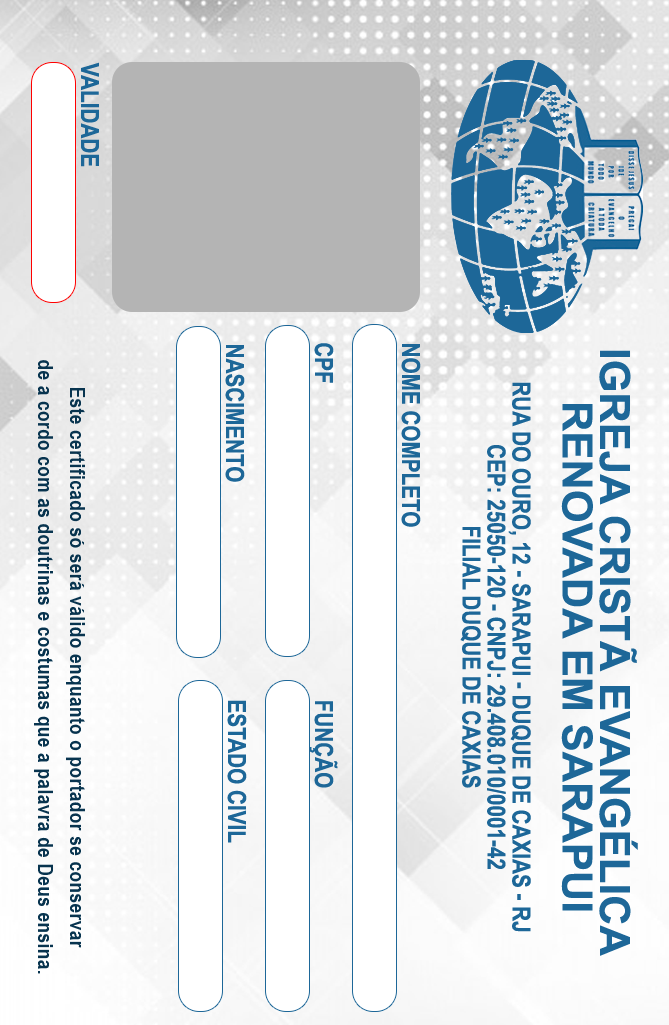 DISSE JESUS
IDE
POR
TODO
MUNDO
PREGAI
O
EVANGELHO
A TODA
CRIATURA
IGREJA CRISTÃ EVANGÉLICA
RENOVADA EM SARAPUI
RUA DO OURO, 12 - SARAPUI - DUQUE DE CAXIAS - RJ
CEP: 25050-120 - CNPJ: 29.408.010/0001-42
FILIAL DUQUE DE CAXIAS
NOME COMPLETO
CPF
FUNÇÃO
NASCIMENTO
ESTADO CIVIL
VALIDADE
Este certificado só será válido enquanto o portador se conservar
de a cordo com as doutrinas e costumas que a palavra de Deus ensina.